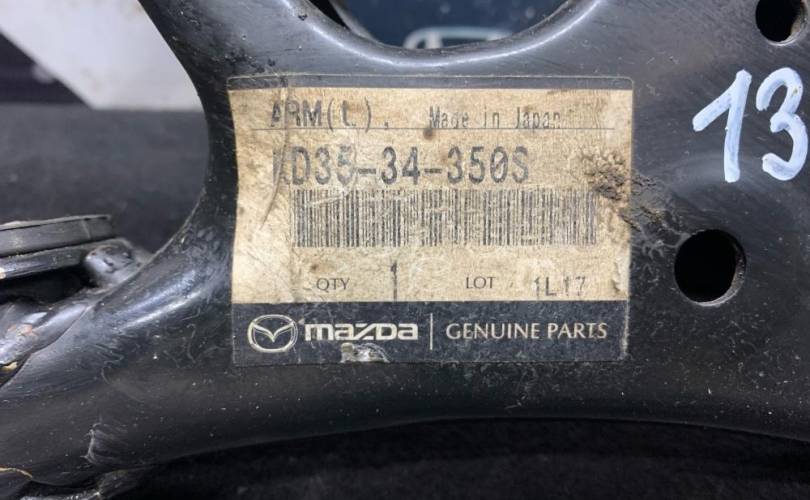 ARM(L), Made in Japan
KD35-34-350S
QTY 1 LOT 1L17
mazda | GENUINE PARTS
13